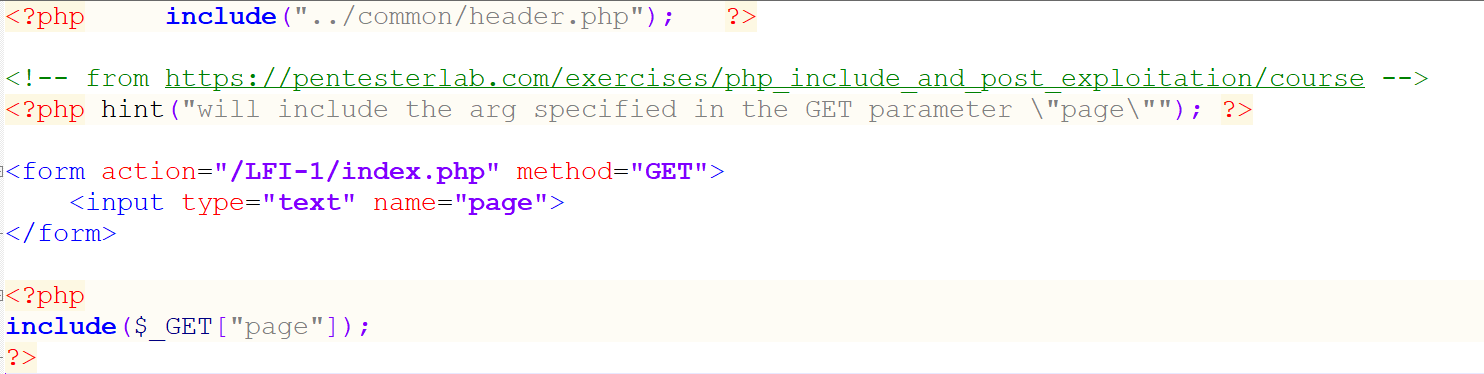 <?php     include("../common/header.php");   ?>
<!-- from https://pentesterlab.com/exercises/php_include_and_post_exploitation/course -->
<?php hint("will include the arg specified in the GET parameter \"page\""); ?>
<form action="/LFI-1/index.php" method="GET">
    <input type="text" name="page">
</form>
<?php
include($_GET["page"]);
?>